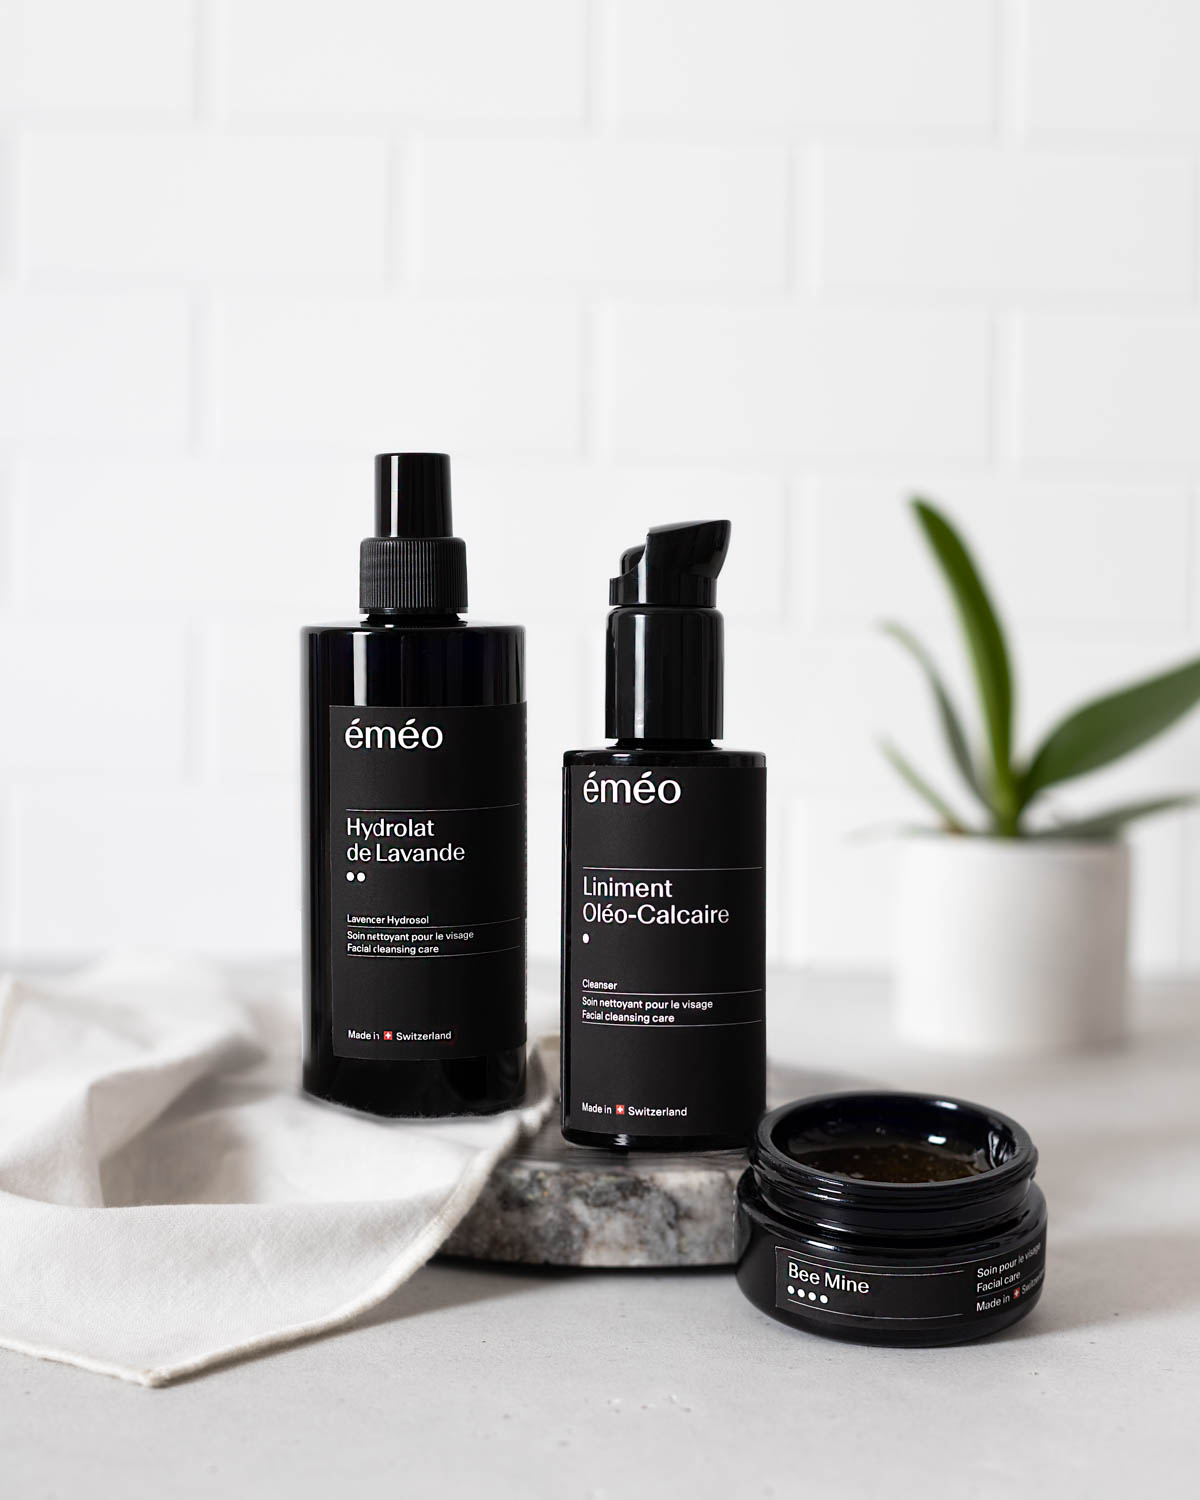 éméo
Hydrolat
de Lavande
Lavencer Hydrosol
Soin nettoyant pour le visage
Facial cleansing care
Made in Switzerland
éméo
Liniment
Oléo-Calcaire
Cleanser
Soin nettoyant pour le visage
Facial cleansing care
Made in Switzerland
Bee Mine
Soin pour le visage
Facial care
Made in